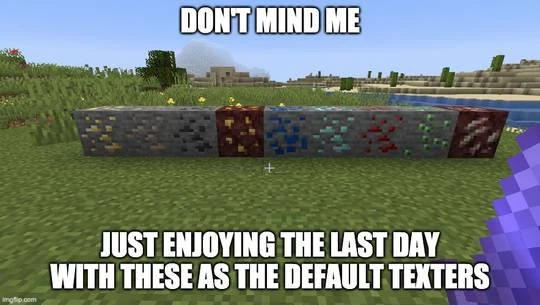 DON'T MIND ME
JUST ENJOYING THE LAST DAY
WITH THESE AS THE DEFAULT TEXTERS
imgflip.com